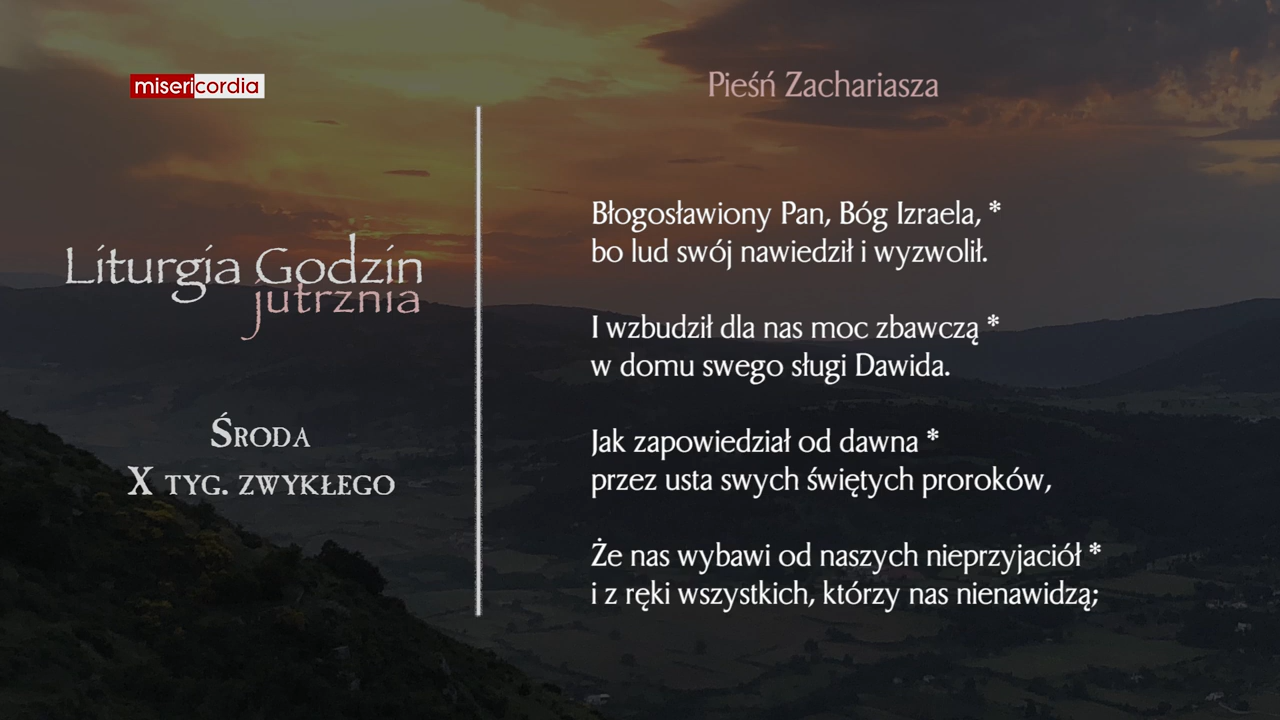 misericordia
Liturgia Godzin
jutrznia
Środa
X tyg. zwykłego
Pieśń Zachariasza
Błogosławiony Pan, Bóg Izraela, *
bo lud swój nawiedził i wyzwolił.
I wzbudził dla nas moc zbawczą *
w domu swego sługi Dawida.
Jak zapowiedział od dawna *
przez usta swych świętych proroków,
Że nas wybawi od naszych nieprzyjaciół *
i z ręki wszystkich, którzy nas nienawidzą;